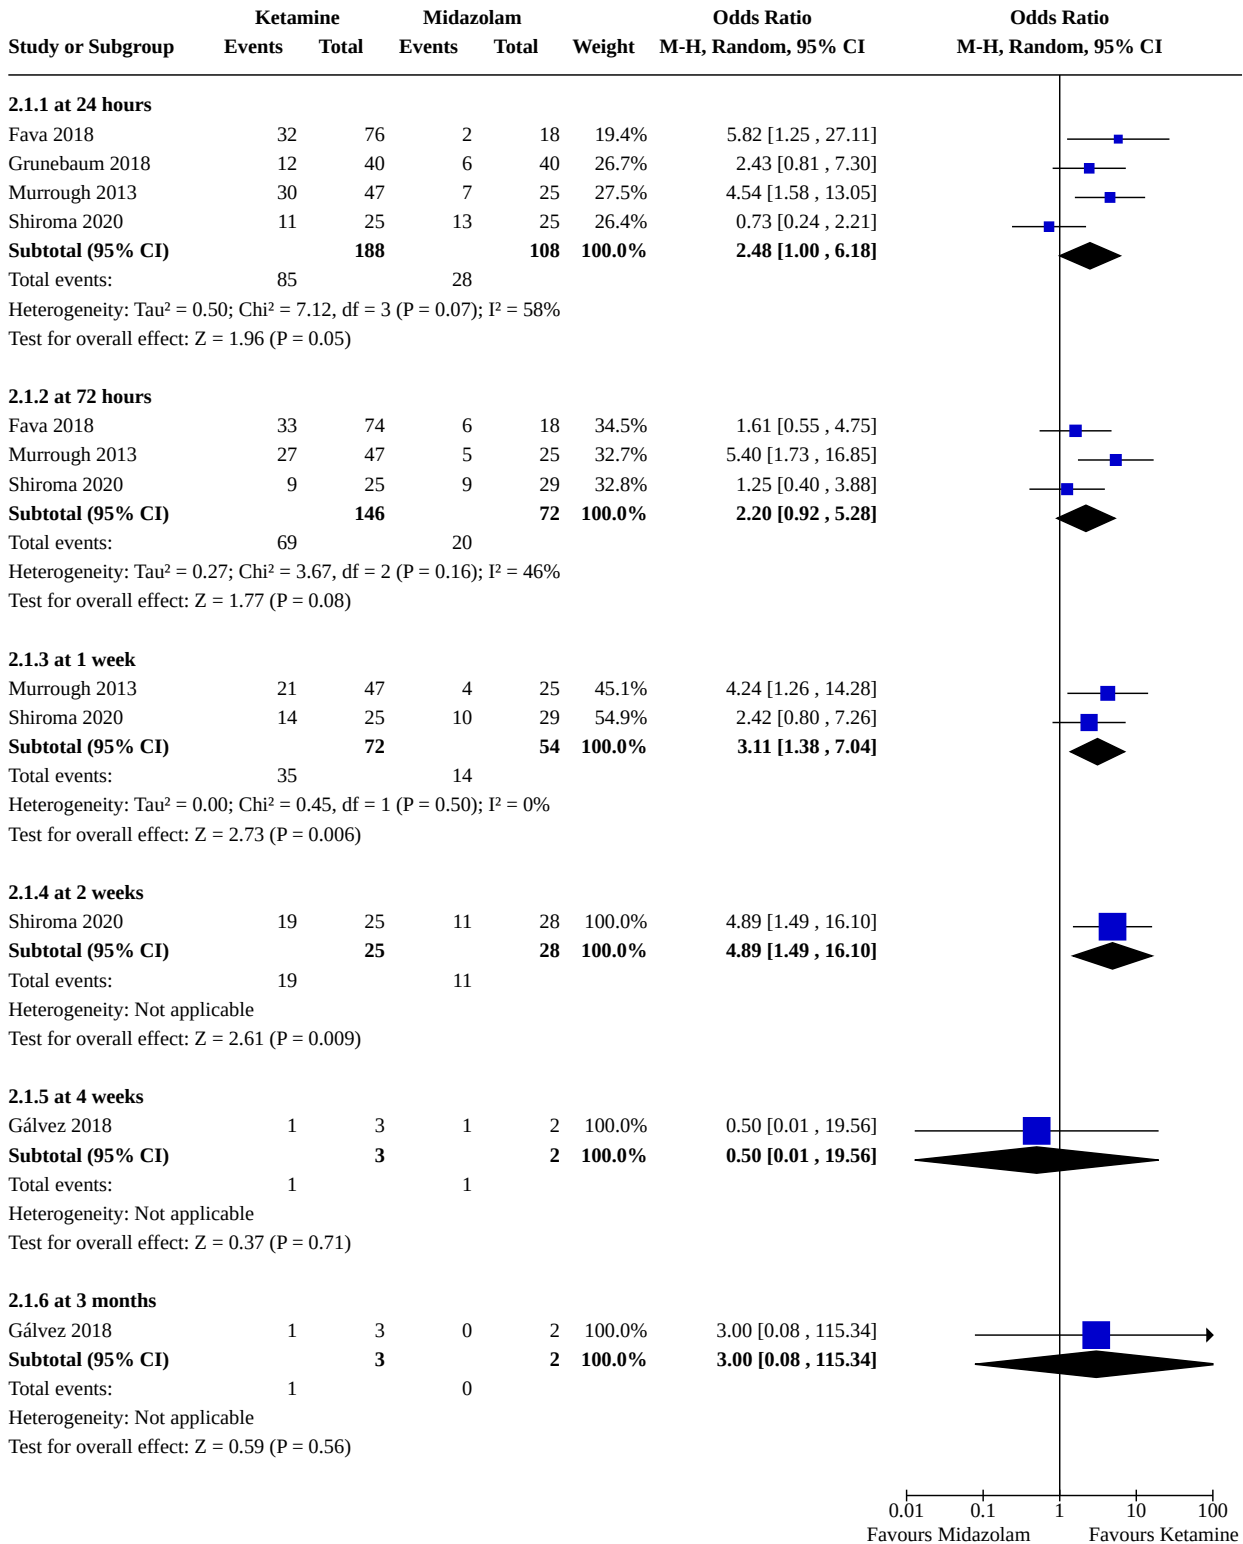 Ketamine Midazolam Odds Ratio Odds Ratio
Study or Subgroup Events Total Events Total Weight M-H, Random, 95% CI M-H, Random, 95% CI
2.1.1 at 24 hours
Fava 2018 32 76 2 18 19.4% 5.82 [1.25 , 27.11]
Grunebaum 2018 12 40 6 40 26.7% 2.43 [0.81 , 7.30]
Murrough 2013 30 47 7 25 27.5% 4.54 [1.58 , 13.05]
Shiroma 2020 11 25 13 25 26.4% 0.73 [0.24 , 2.21]
Subtotal (95% CI) 188 108 100.0% 2.48 [1.00 , 6.18]
Total events: 85 28
Heterogeneity: Tau² = 0.50; Chi² = 7.12, df = 3 (P = 0.07); I² = 58%
Test for overall effect: Z = 1.96 (P = 0.05)
2.1.2 at 72 hours
Fava 2018 33 74 6 18 34.5% 1.61 [0.55 , 4.75]
Murrough 2013 27 47 5 25 32.7% 5.40 [1.73 , 16.85]
Shiroma 2020 9 25 9 29 32.8% 1.25 [0.40 , 3.88]
Subtotal (95% CI) 146 72 100.0% 2.20 [0.92 , 5.28]
Total events: 69 20
Heterogeneity: Tau² = 0.27; Chi² = 3.67, df = 2 (P = 0.16); I² = 46%
Test for overall effect: Z = 1.77 (P = 0.08)
2.1.3 at 1 week
Murrough 2013 21 47 4 25 45.1% 4.24 [1.26 , 14.28]
Shiroma 2020 14 25 10 29 54.9% 2.42 [0.80 , 7.26]
Subtotal (95% CI) 72 54 100.0% 3.11 [1.38 , 7.04]
Total events: 35 14
Heterogeneity: Tau² = 0.00; Chi² = 0.45, df = 1 (P = 0.50); I² = 0%
Test for overall effect: Z = 2.73 (P = 0.006)
2.1.4 at 2 weeks
Shiroma 2020 19 25 11 28 100.0% 4.89 [1.49 , 16.10]
Subtotal (95% CI) 25 28 100.0% 4.89 [1.49 , 16.10]
Total events: 19 11
Heterogeneity: Not applicable
Test for overall effect: Z = 2.61 (P = 0.009)
2.1.5 at 4 weeks
Gálvez 2018 1 3 1 2 100.0% 0.50 [0.01 , 19.56]
Subtotal (95% CI) 3 2 100.0% 0.50 [0.01 , 19.56]
Total events: 1 1
Heterogeneity: Not applicable
Test for overall effect: Z = 0.37 (P = 0.71)
2.1.6 at 3 months
Gálvez 2018 1 3 0 2 100.0% 3.00 [0.08 , 115.34]
Subtotal (95% CI) 3 2 100.0% 3.00 [0.08 , 115.34]
Total events: 1 0
Heterogeneity: Not applicable
Test for overall effect: Z = 0.59 (P = 0.56)
0.01 0.1 1 10 100
Favours Midazolam Favours Ketamine